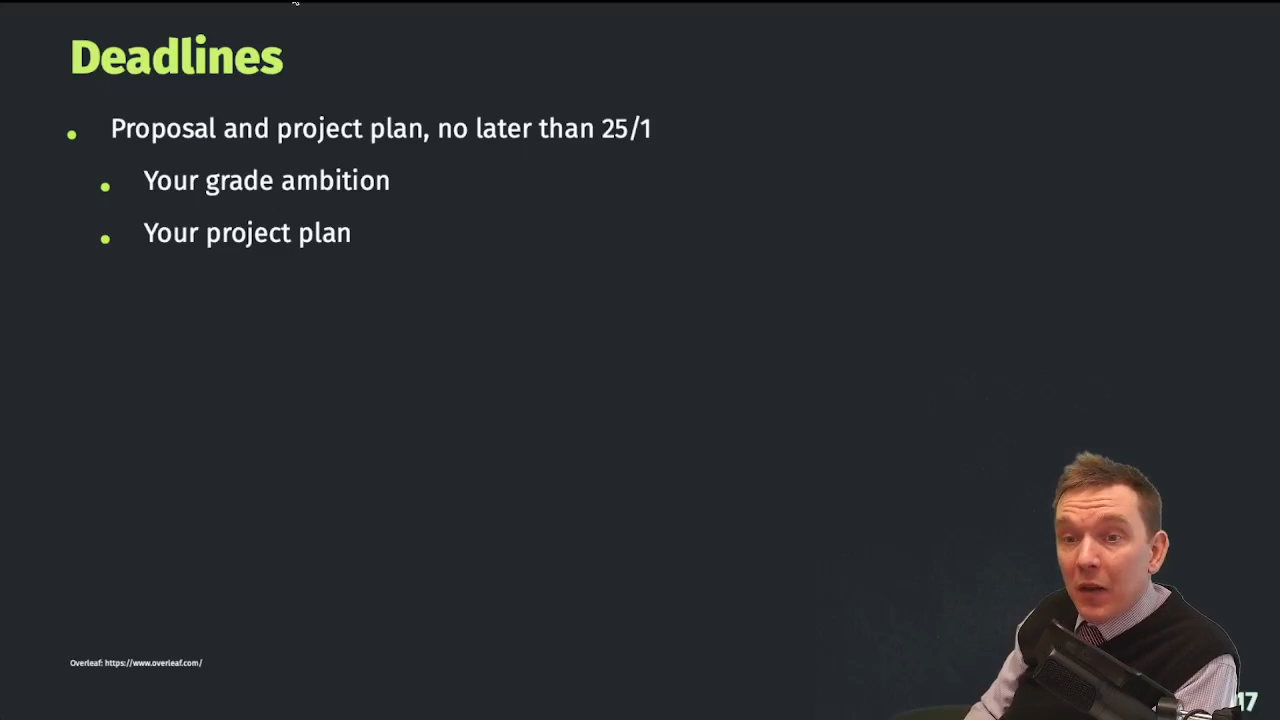 Deadlines
Proposal and project plan, no later than 25/1
Your grade ambition
Your project plan
Overleaf: https://www.overleaf.com/
17